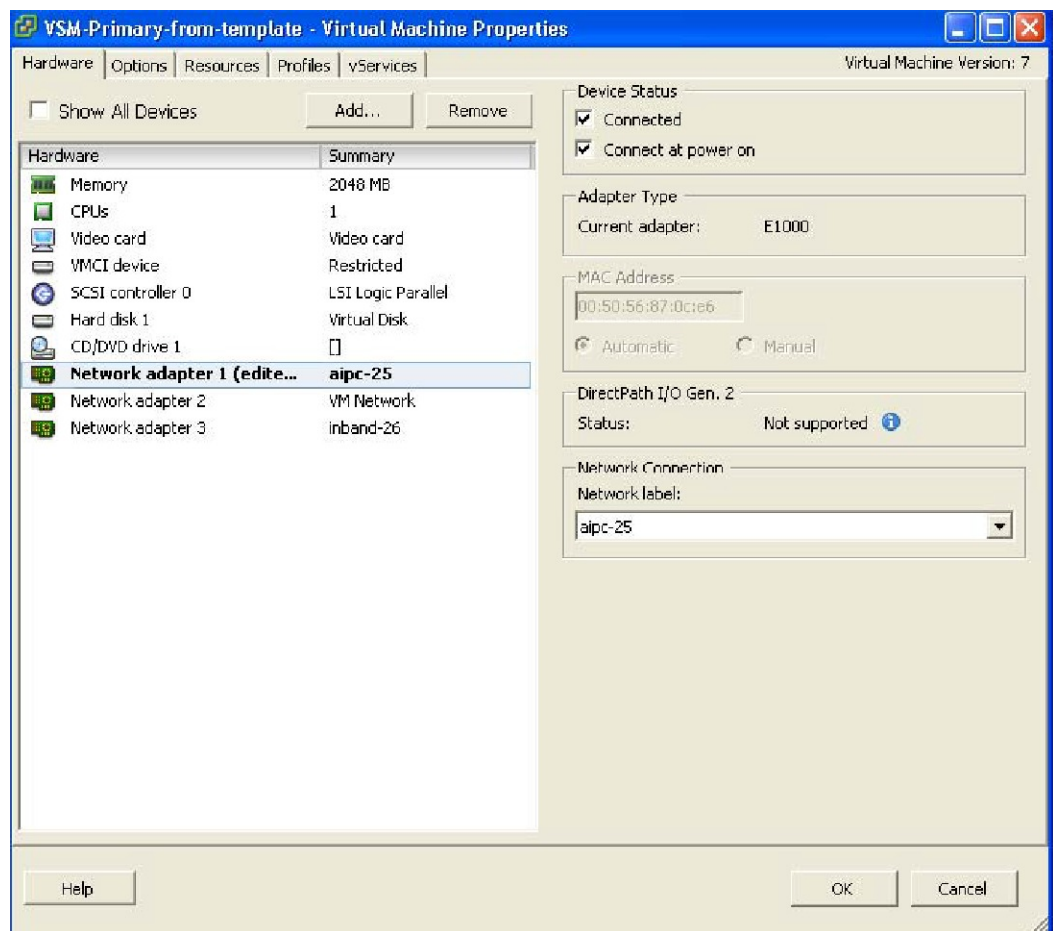 VSM-Primary-from-template - Virtual Machine Properties
Hardware Options Resources Profiles vServices Virtual Machine Version: 7
Show All Devices Add... Remove
Hardware Summary
Memory 2048 MB
CPUs 1
Video card Video card
VMCI device Restricted
SCSI controller 0 LSI Logic Parallel
Hard disk 1 Virtual Disk
CD/DVD drive 1 []
Network adapter 1 (edite... aipc-25
Network adapter 2 VM Network
Network adapter 3 inband-26
Device Status
Connected
Connect at power on
Adapter Type
Current adapter: E1000
MAC Address
00:50:56:87:0c:e6
Automatic Manual
DirectPath I/O Gen. 2
Status: Not supported
Network Connection
Network label:
aipc-25
Help OK Cancel